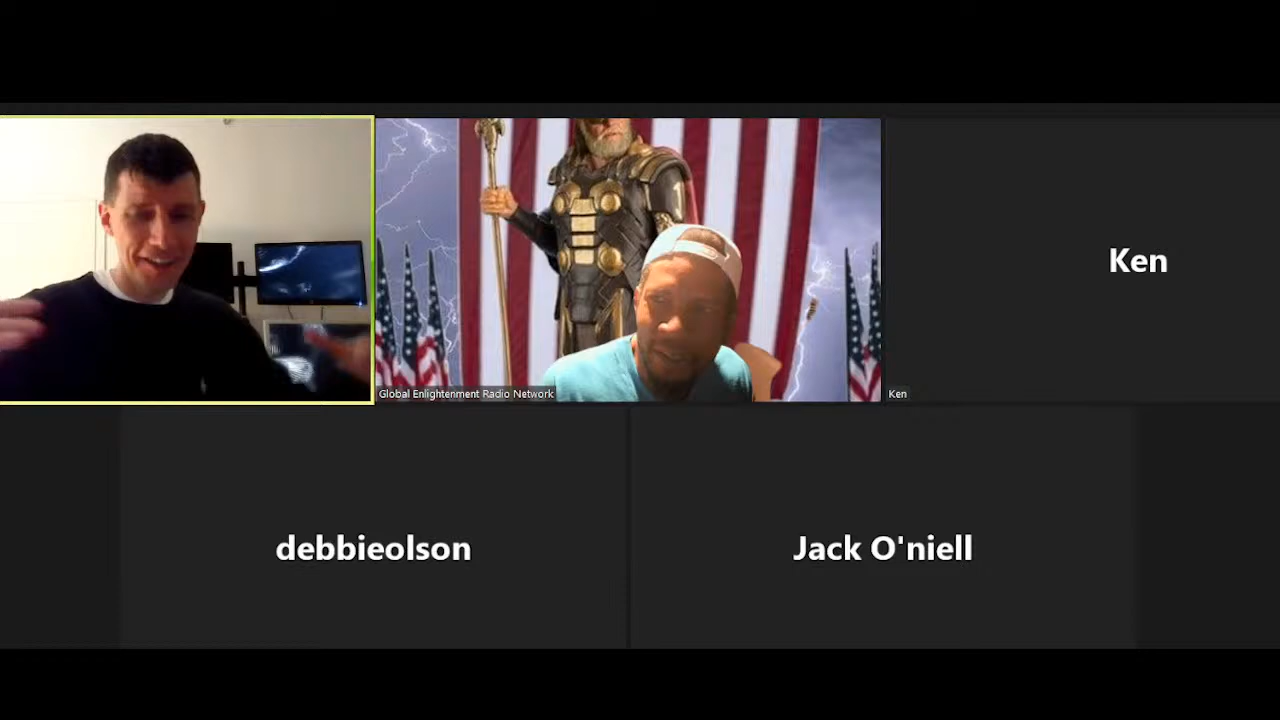 Ken
Global Enlightenment Radio Network
Ken
debbieolson
Jack O'niell